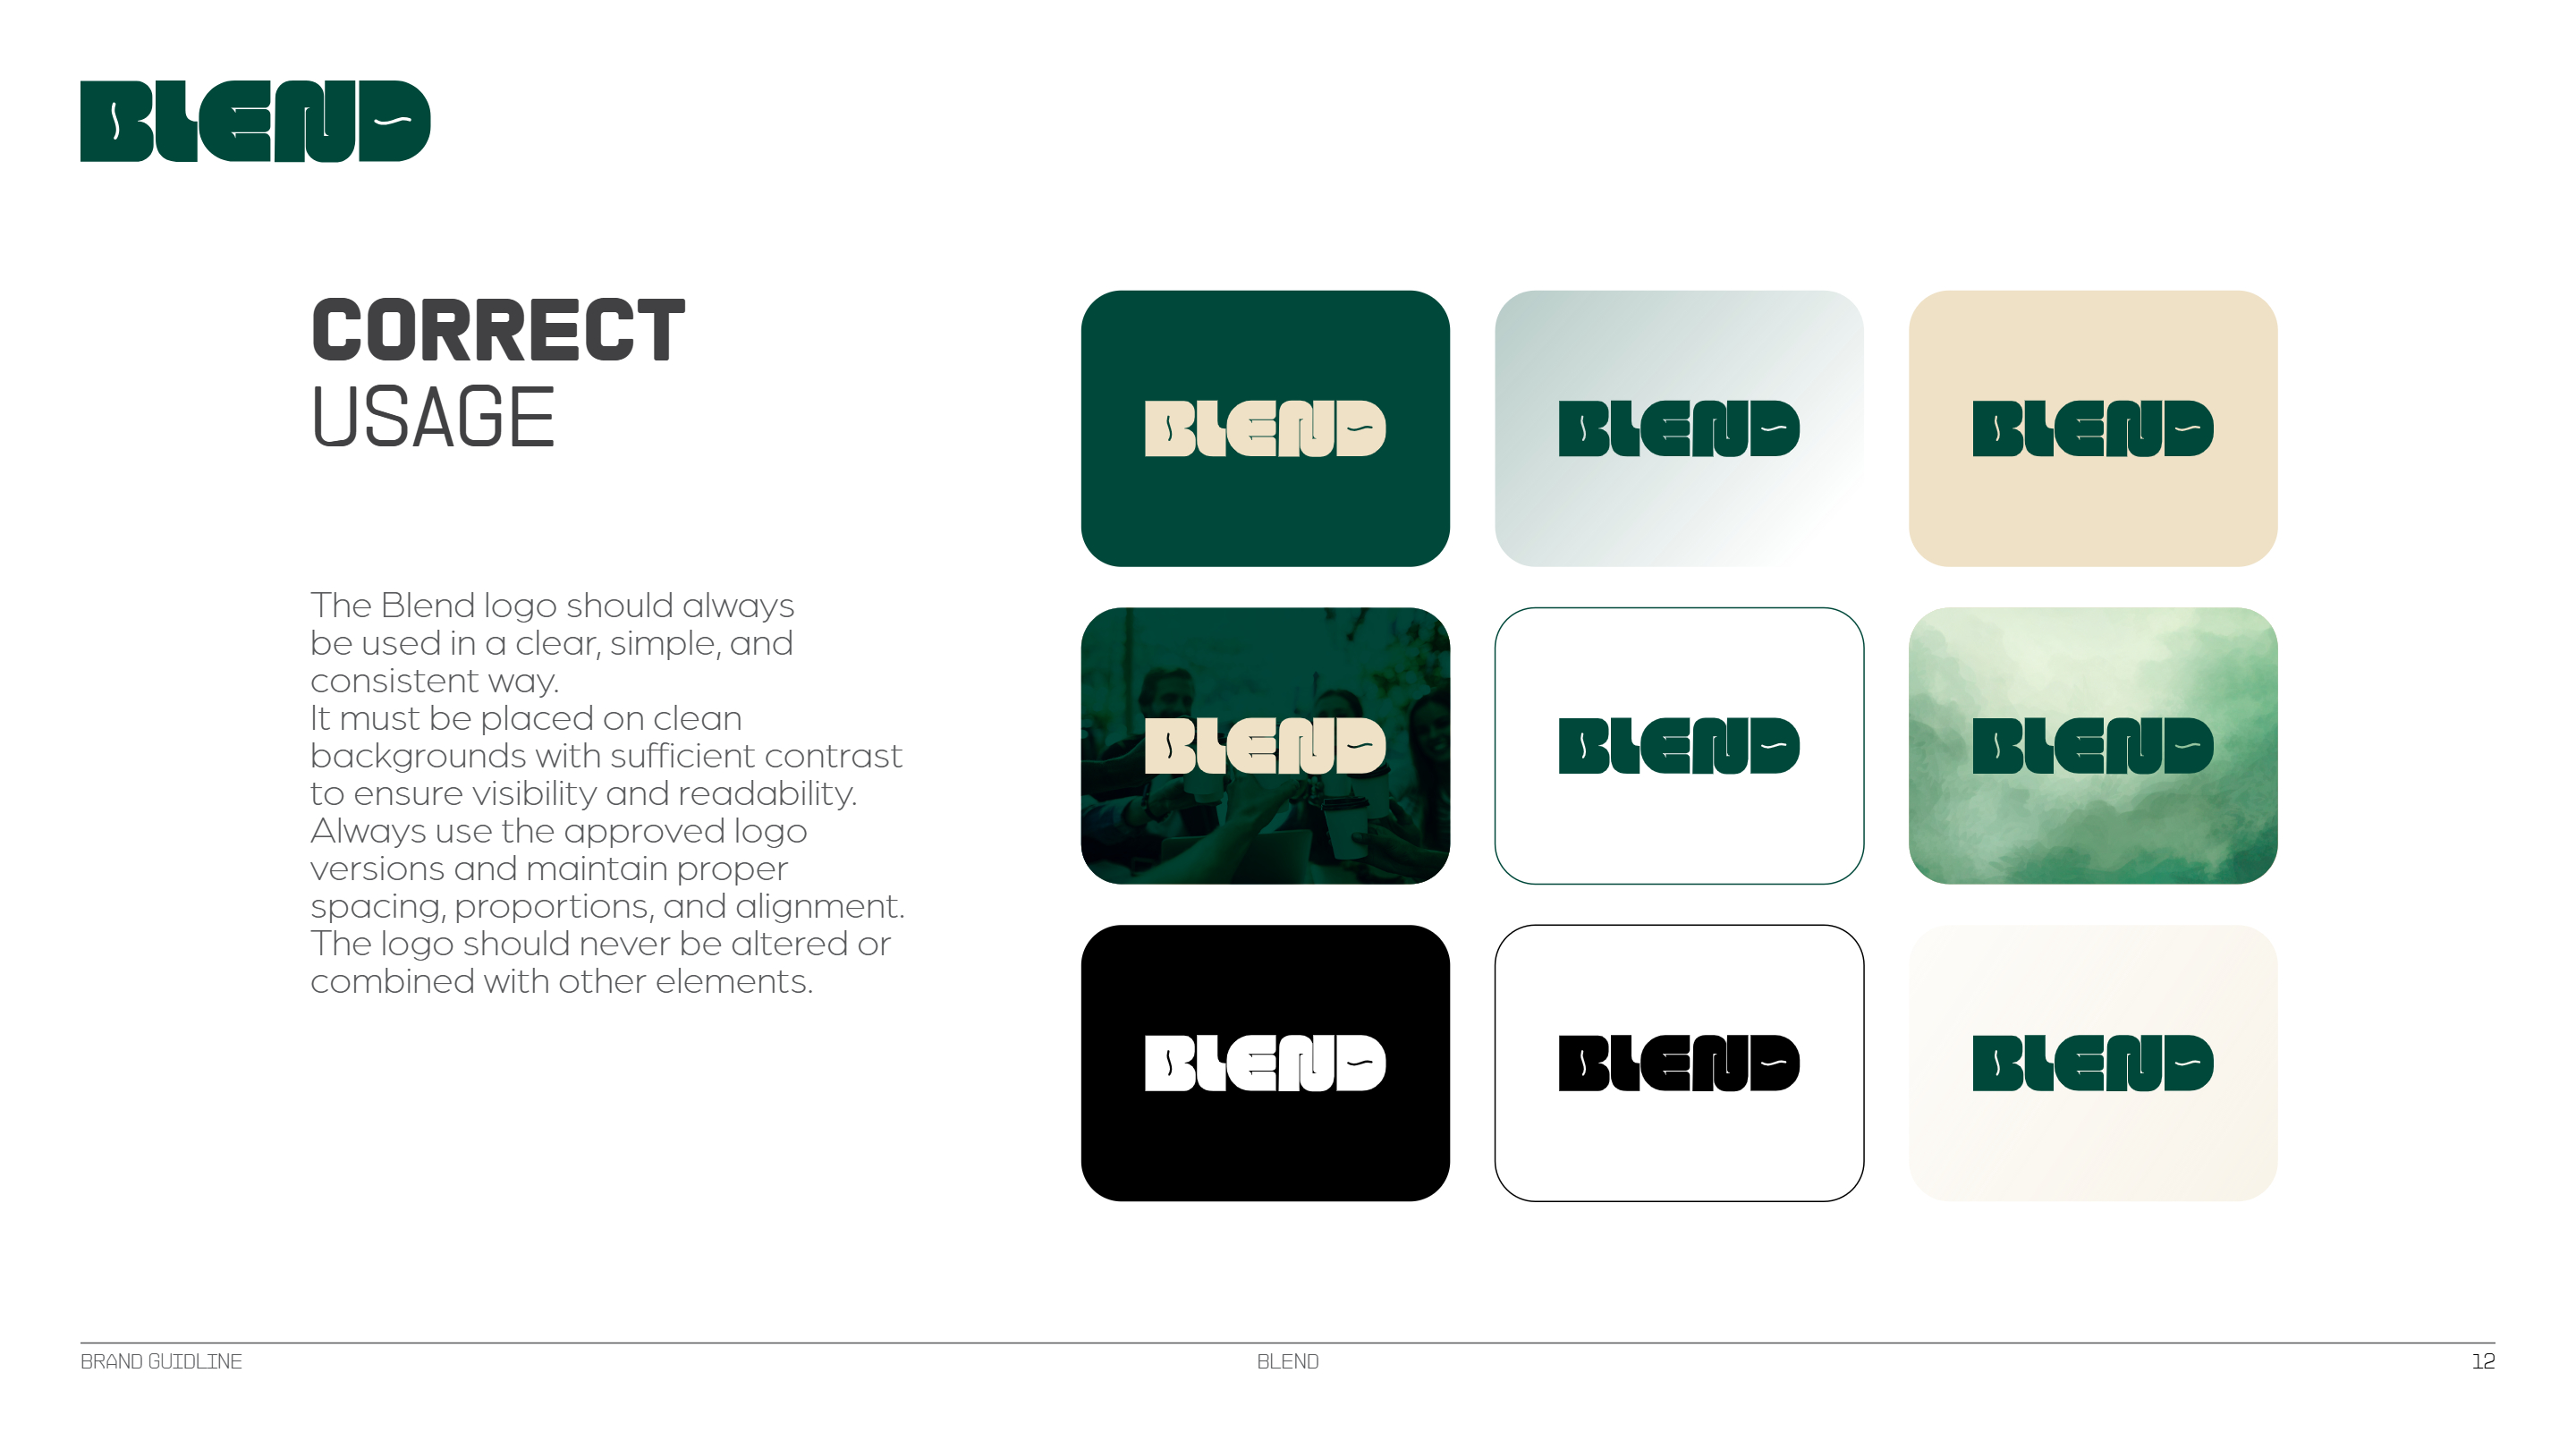 BLEND
CORRECT
USAGE
The Blend logo should always
be used in a clear, simple, and
consistent way.
It must be placed on clean
backgrounds with sufficient contrast
to ensure visibility and readability.
Always use the approved logo
versions and maintain proper
spacing, proportions, and alignment.
The logo should never be altered or
combined with other elements.
BLEND
BLEND
BLEND
BLEND
BLEND
BLEND
BLEND
BLEND
BLEND
BRAND GUIDLINE
BLEND
12